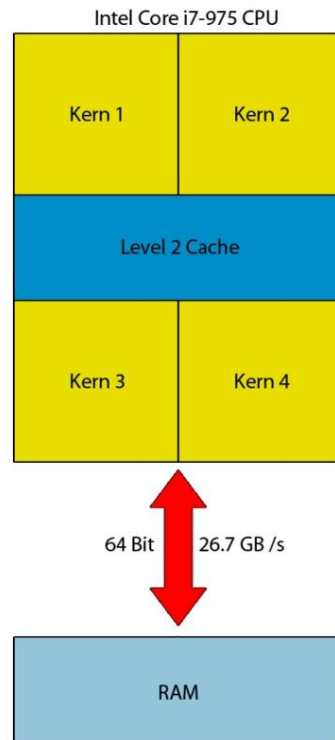 Intel Core i7-975 CPU
Kern 1
Kern 2
Level 2 Cache
Kern 3
Kern 4
64 Bit
26.7 GB /s
RAM